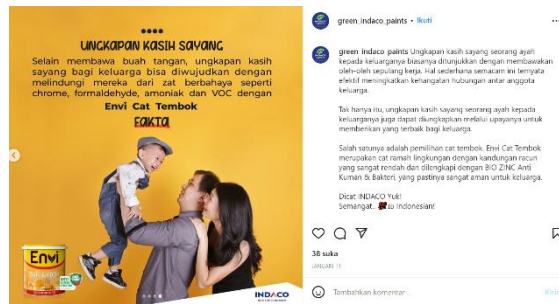 UNGKAPAN KASIH SAYANG
Selain membawa buah tangan, ungkapan kasih
sayang bagi keluarga bisa diwujudkan dengan
melindungi mereka dari zat berbahaya seperti
chrome, formaldehyde, amoniak dan VOC dengan
Envi Cat Tembok
FAKTA
Envi
INDACO
green_indaco_paints • Ikuti
green_indaco_paints Ungkapan kasih sayang seorang ayah
kepada keluarganya biasanya ditunjukkan dengan membawakan
oleh-oleh sepulang kerja. Hal sederhana semacam ini ternyata
efektif meningkatkan kehangatan hubungan antar anggota
keluarga.
Tak hanya itu, ungkapan kasih sayang seorang ayah kepada
keluarganya juga dapat diungkapkan melalui upayanya untuk
memberikan yang terbaik bagi keluarga.
Salah satunya adalah pemilihan cat tembok. Envi Cat Tembok
merupakan cat ramah lingkungan dengan kandungan racun
yang sangat rendah dan dilengkapi dengan BIO ZINC Anti
Kuman & Bakteri, yang pastinya sangat aman untuk keluarga.
Dicat INDACO Yuk!
Semangat.. so Indonesian!
38 suka
JANUARI 11
Tambahkan komentar...
Kirim